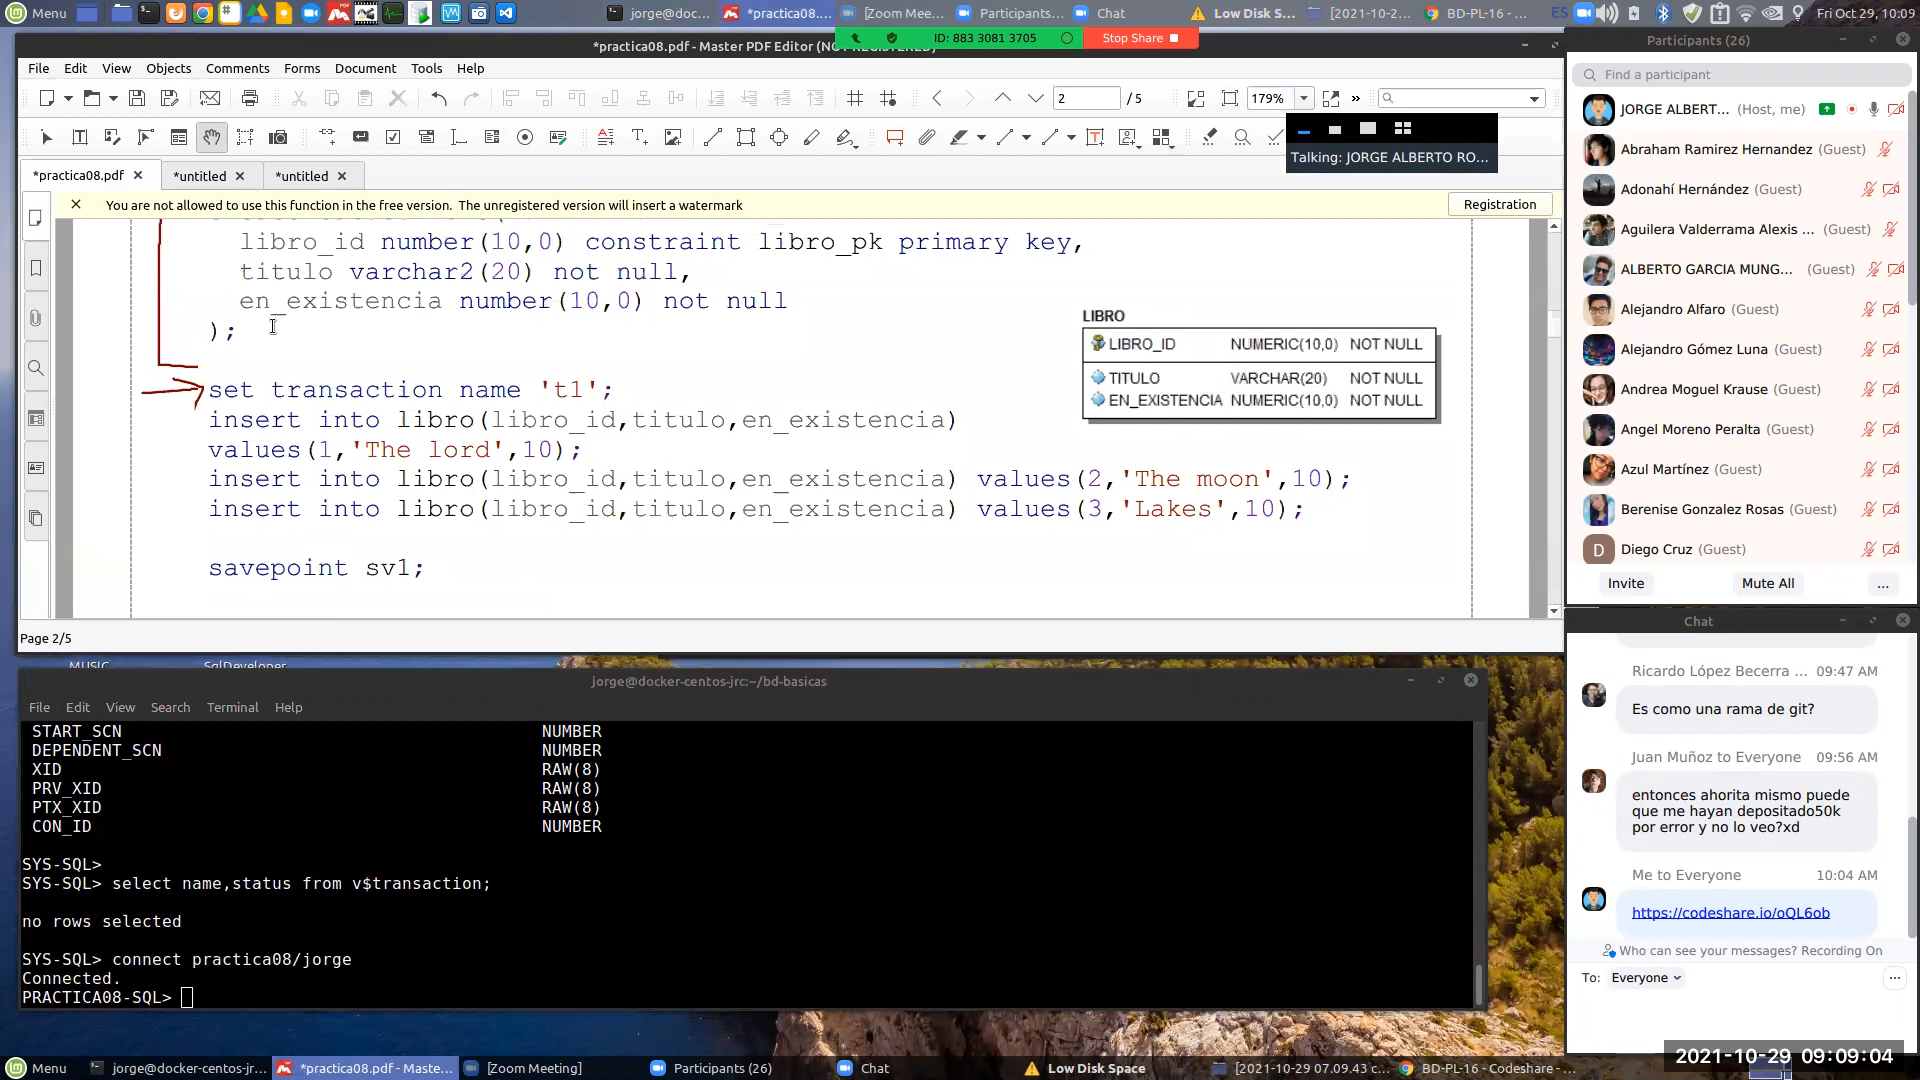 Menu
jorge@doc...
*practica08.pdf...
[Zoom Mee...
Participants...
Chat
Low Disk S...
[2021-10-2...
BD-PL-16 - ...
ES
Fri Oct 29, 10:09
*practica08.pdf - Master PDF Editor (NOT REGISTERED)
ID: 883 3081 3705
Stop Share
File Edit View Objects Comments Forms Document Tools Help
2 / 5
179%
Talking: JORGE ALBERTO RO...
*practica08.pdf
*untitled
*untitled
You are not allowed to use this function in the free version.  The unregistered version will insert a watermark
Registration
libro_id number(10,0) constraint libro_pk primary key,
titulo varchar2(20) not null,
en_existencia number(10,0) not null
);
set transaction name 't1';
insert into libro(libro_id,titulo,en_existencia)
values(1,'The lord',10);
insert into libro(libro_id,titulo,en_existencia) values(2,'The moon',10);
insert into libro(libro_id,titulo,en_existencia) values(3,'Lakes',10);
savepoint sv1;
LIBRO
LIBRO_ID NUMERIC(10,0) NOT NULL
TITULO VARCHAR(20) NOT NULL
EN_EXISTENCIA NUMERIC(10,0) NOT NULL
Page 2/5
MUSIC
SqlDeveloper
jorge@docker-centos-jrc:~/bd-basicas
File Edit View Search Terminal Help
START_SCN NUMBER
DEPENDENT_SCN NUMBER
XID RAW(8)
PRV_XID RAW(8)
PTX_XID RAW(8)
CON_ID NUMBER
SYS-SQL>
SYS-SQL> select name,status from v$transaction;
no rows selected
SYS-SQL> connect practica08/jorge
Connected.
PRACTICA08-SQL>
Participants (26)
Find a participant
JORGE ALBERT... (Host, me)
Abraham Ramirez Hernandez (Guest)
Adonahí Hernández (Guest)
Aguilera Valderrama Alexis ... (Guest)
ALBERTO GARCIA MUNG... (Guest)
Alejandro Alfaro (Guest)
Alejandro Gómez Luna (Guest)
Andrea Moguel Krause (Guest)
Angel Moreno Peralta (Guest)
Azul Martínez (Guest)
Berenise Gonzalez Rosas (Guest)
D
Diego Cruz (Guest)
Invite
Mute All
...
Chat
Ricardo López Becerra ... 09:47 AM
Es como una rama de git?
Juan Muñoz to Everyone 09:56 AM
entonces ahorita mismo puede
que me hayan depositado50k
por error y no lo veo?xd
Me to Everyone 10:04 AM
https://codeshare.io/oQL6ob
Who can see your messages? Recording On
To: Everyone
Menu
jorge@docker-centos-jr...
*practica08.pdf - Maste...
[Zoom Meeting]
Participants (26)
Chat
Low Disk Space
[2021-10-29 07.09.43 c...
BD-PL-16 - Codeshare - ...
2021-10-29 09:09:04